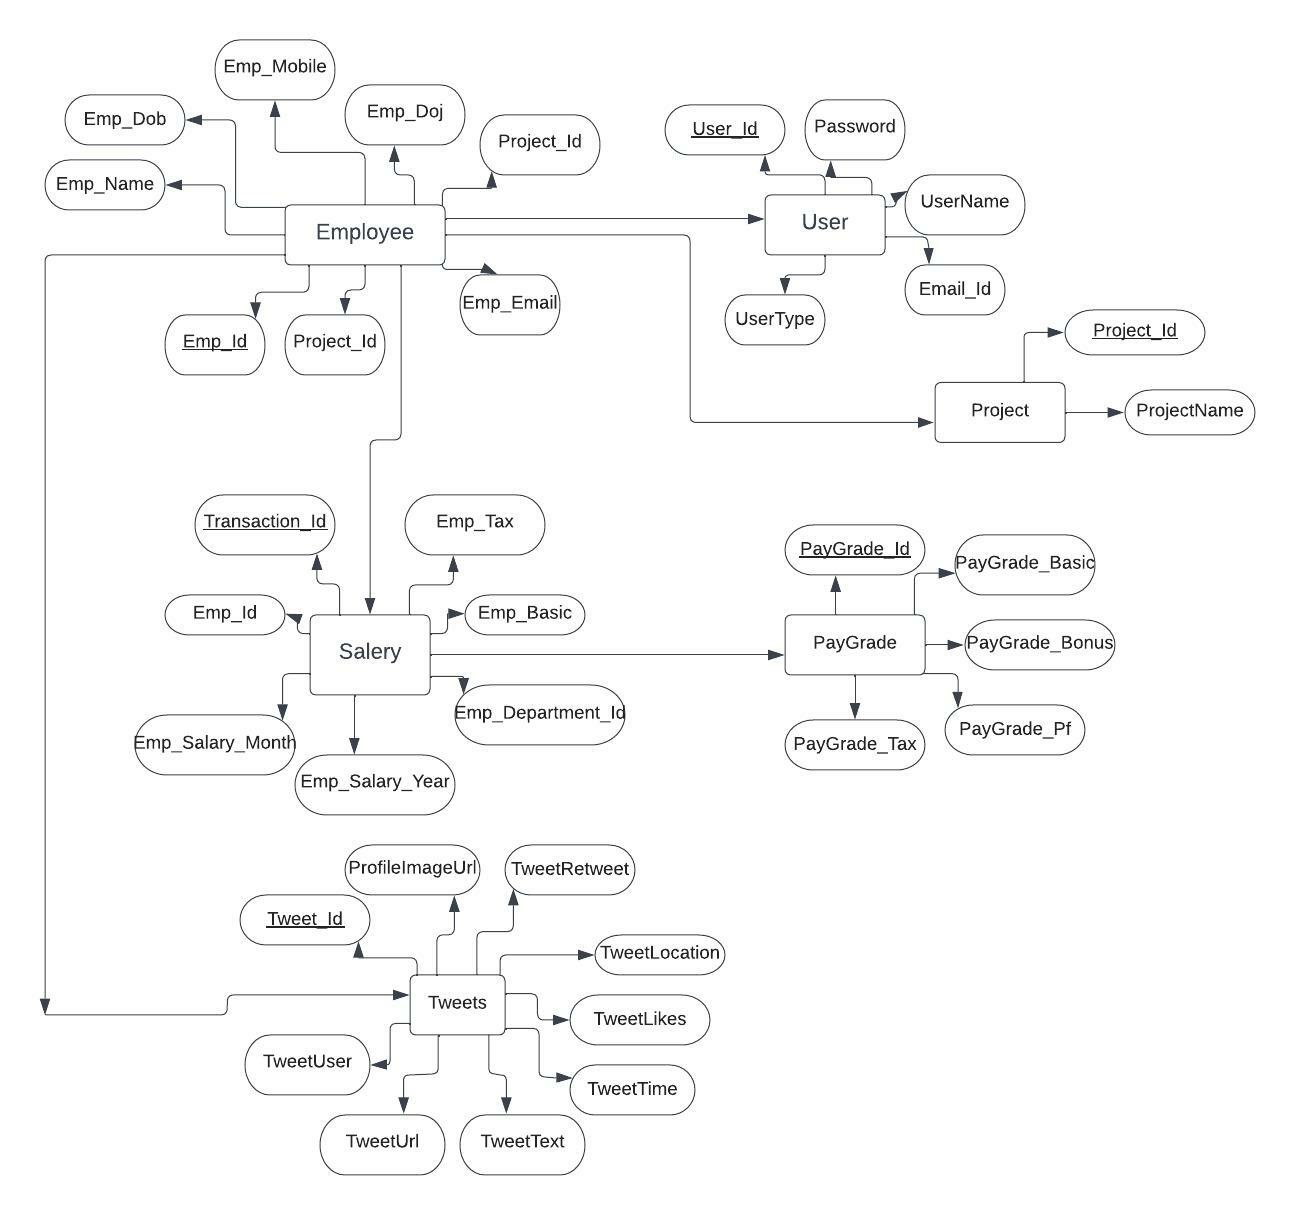 Emp_Mobile
Emp_Dob
Emp_Doj
Project_Id
Emp_Name
Employee
Emp_Id
Project_Id
Emp_Email
User_Id
Password
UserName
User
Email_Id
UserType
Project_Id
Project
ProjectName
Transaction_Id
Emp_Tax
Emp_Id
Emp_Basic
Salery
Emp_Department_Id
Emp_Salary_Month
Emp_Salary_Year
PayGrade_Id
PayGrade_Basic
PayGrade
PayGrade_Bonus
PayGrade_Pf
PayGrade_Tax
ProfileImageUrl
TweetRetweet
Tweet_Id
TweetLocation
Tweets
TweetLikes
TweetUser
TweetTime
TweetUrl
TweetText